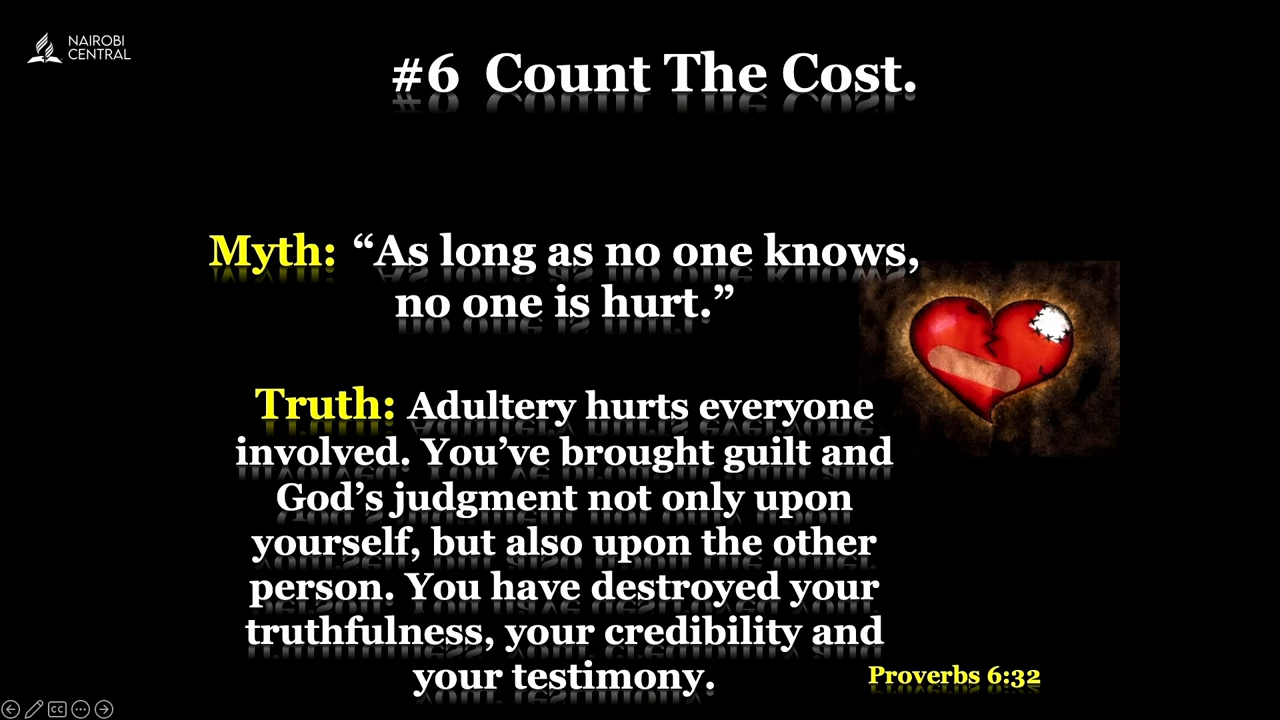 NAIROBI
CENTRAL
#6 Count The Cost.
Myth: “As long as no one knows,
no one is hurt.”
Truth: Adultery hurts everyone
involved. You’ve brought guilt and
God’s judgment not only upon
yourself, but also upon the other
person. You have destroyed your
truthfulness, your credibility and
your testimony.
Proverbs 6:32
CC